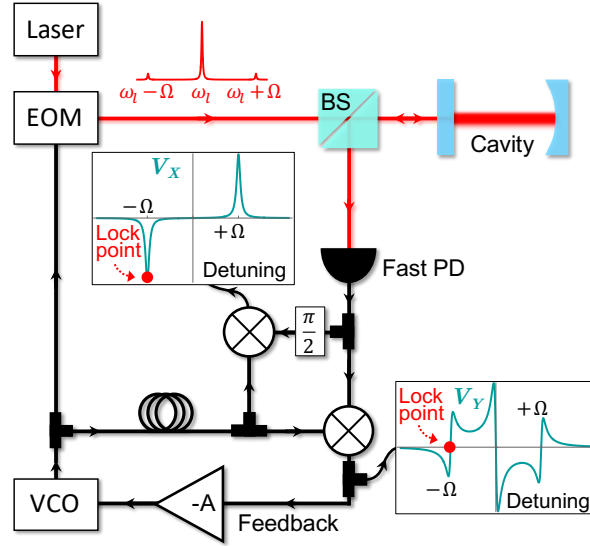 Laser
EOM
ω_l − Ω
ω_l
ω_l + Ω
BS
Cavity
V_X
−Ω
+Ω
Lock
point
Detuning
Fast PD
π
2
Lock
point
V_Y
+Ω
−Ω
Detuning
VCO
-A
Feedback